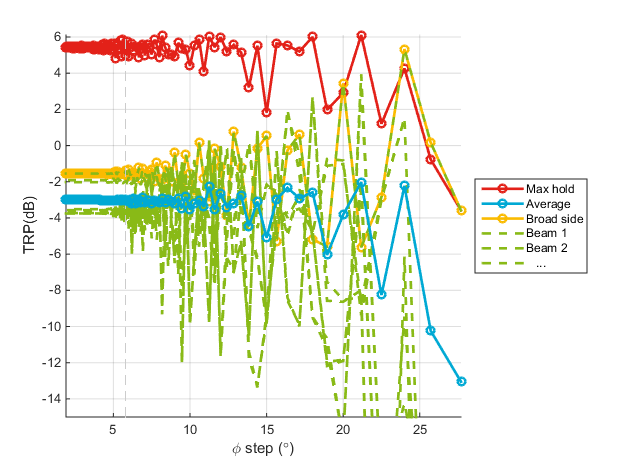 6
4
2
0
-2
-4
-6
-8
-10
-12
-14
TRP(dB)
5 10 15 20 25
ϕ step (°)
Max hold
Average
Broad side
Beam 1
Beam 2
...